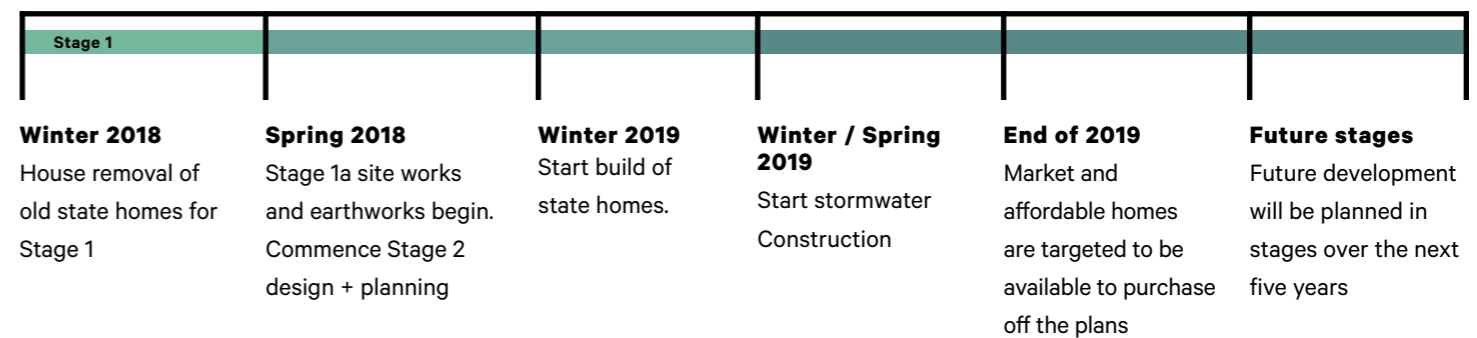 Stage 1
Winter 2018
House removal of
old state homes for
Stage 1
Spring 2018
Stage 1a site works
and earthworks begin.
Commence Stage 2
design + planning
Winter 2019
Start build of
state homes.
Winter / Spring
2019
Start stormwater
Construction
End of 2019
Market and
affordable homes
are targeted to be
available to purchase
off the plans
Future stages
Future development
will be planned in
stages over the next
five years